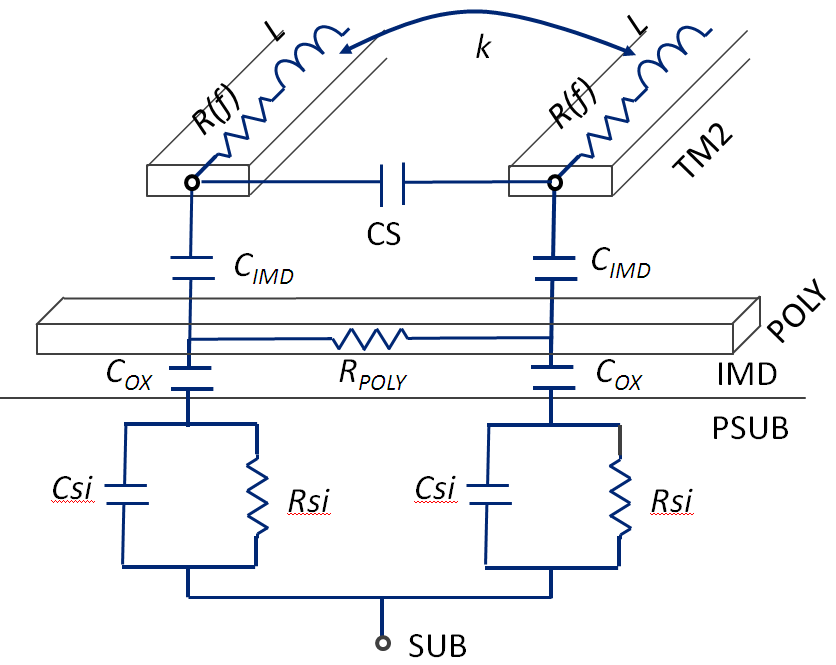 L
L
k
R(f)
R(f)
TM2
CS
C_IMD
C_IMD
POLY
C_OX
R_POLY
C_OX
IMD
PSUB
Csi
Rsi
Csi
Rsi
SUB